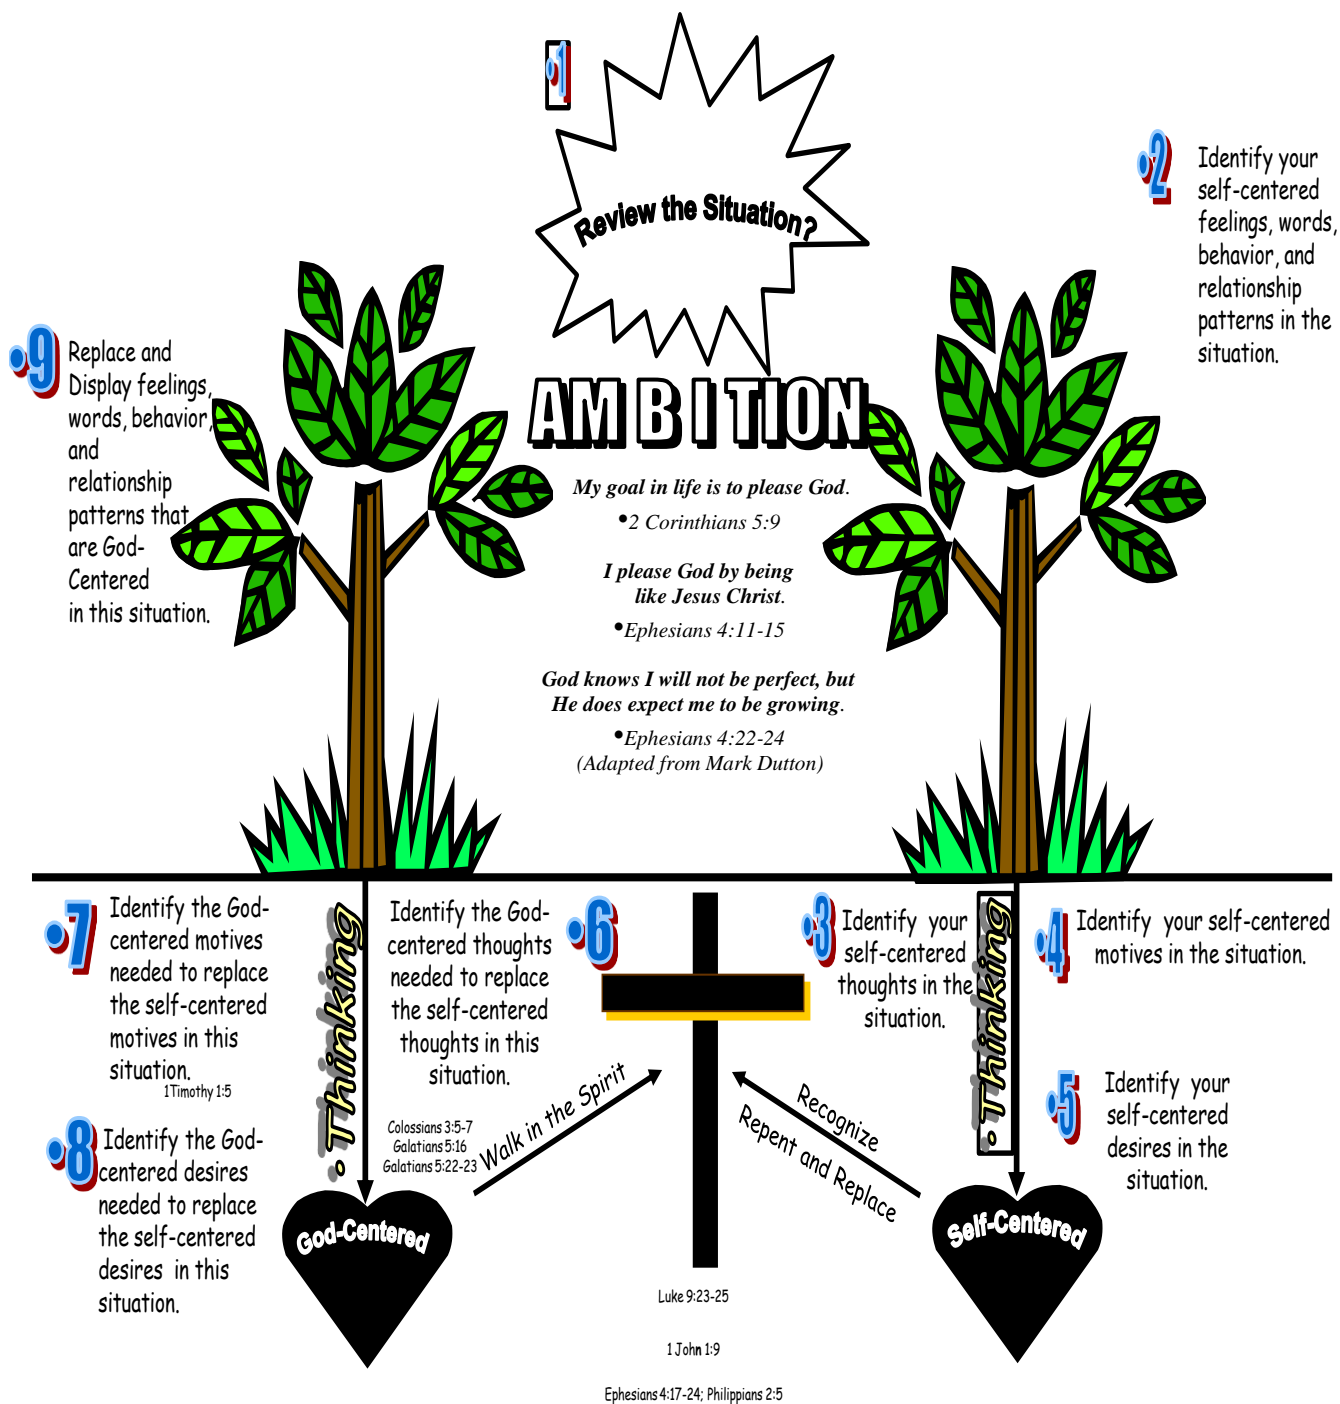 •1
Review the Situation?
•2
Identify your
self-centered
feelings, words,
behavior, and
relationship
patterns in the
situation.
•9
Replace and
Display feelings,
words, behavior,
and
relationship
patterns that
are God-
Centered
in this situation.
AMBITION
My goal in life is to please God.
•2 Corinthians 5:9
I please God by being
like Jesus Christ.
•Ephesians 4:11-15
God knows I will not be perfect, but
He does expect me to be growing.
•Ephesians 4:22-24
(Adapted from Mark Dutton)
•7
Identify the God-
centered motives
needed to replace
the self-centered
motives in this
situation.
1Timothy 1:5
•8
Identify the God-
centered desires
needed to replace
the self-centered
desires in this
situation.
•Thinking
•6
Identify the God-
centered thoughts
needed to replace
the self-centered
thoughts in this
situation.
Colossians 3:5-7
Galatians 5:16
Galatians 5:22-23
Walk in the Spirit
God-Centered
•3
Identify your
self-centered
thoughts in the
situation.
•Thinking
•4
Identify your self-centered
motives in the situation.
•5
Identify your
self-centered
desires in the
situation.
Recognize
Repent and Replace
Self-Centered
Luke 9:23-25
1 John 1:9
Ephesians 4:17-24; Philippians 2:5